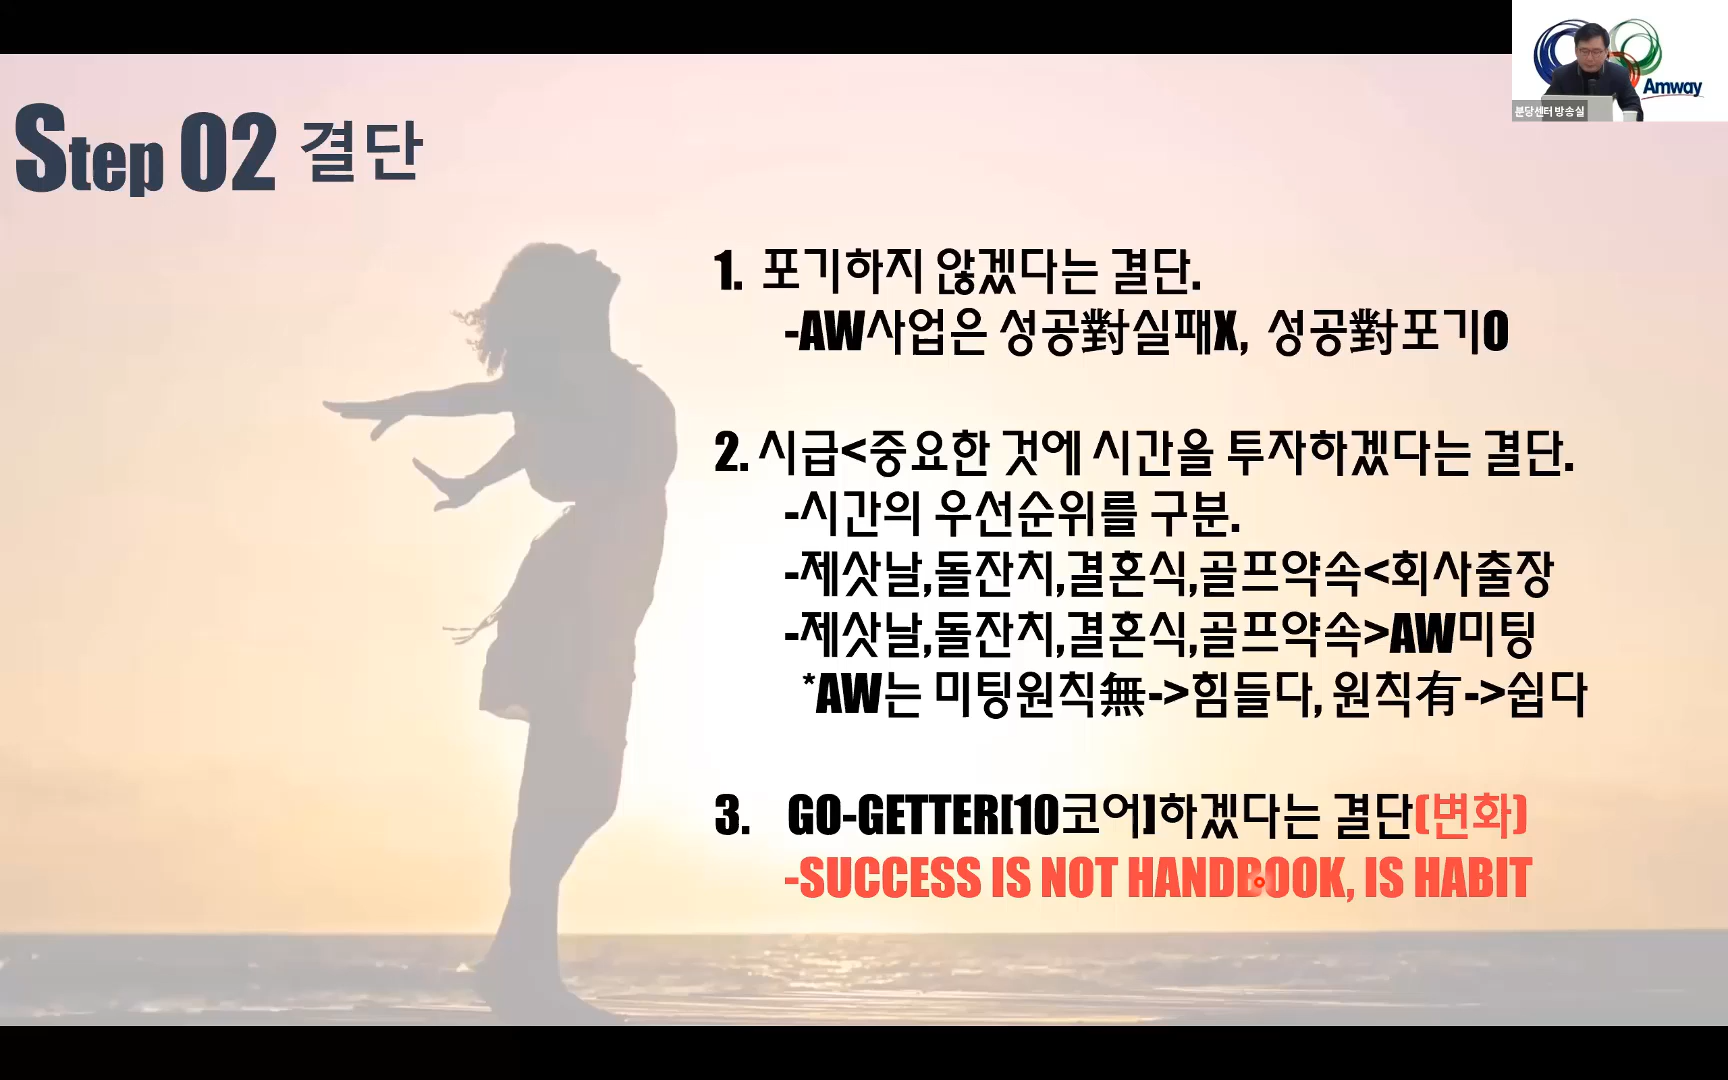 Step 02 결단
Amway
분당센터 방송실
1. 포기하지 않겠다는 결단.
-AW사업은 성공對실패X, 성공對포기O
2. 시급<중요한 것에 시간을 투자하겠다는 결단.
-시간의 우선순위를 구분.
-제삿날,돌잔치,결혼식,골프약속<회사출장
-제삿날,돌잔치,결혼식,골프약속>AW미팅
*AW는 미팅원칙無->힘들다, 원칙有->쉽다
3. GO-GETTER[10코어]하겠다는 결단(변화)
-SUCCESS IS NOT HANDBOOK, IS HABIT